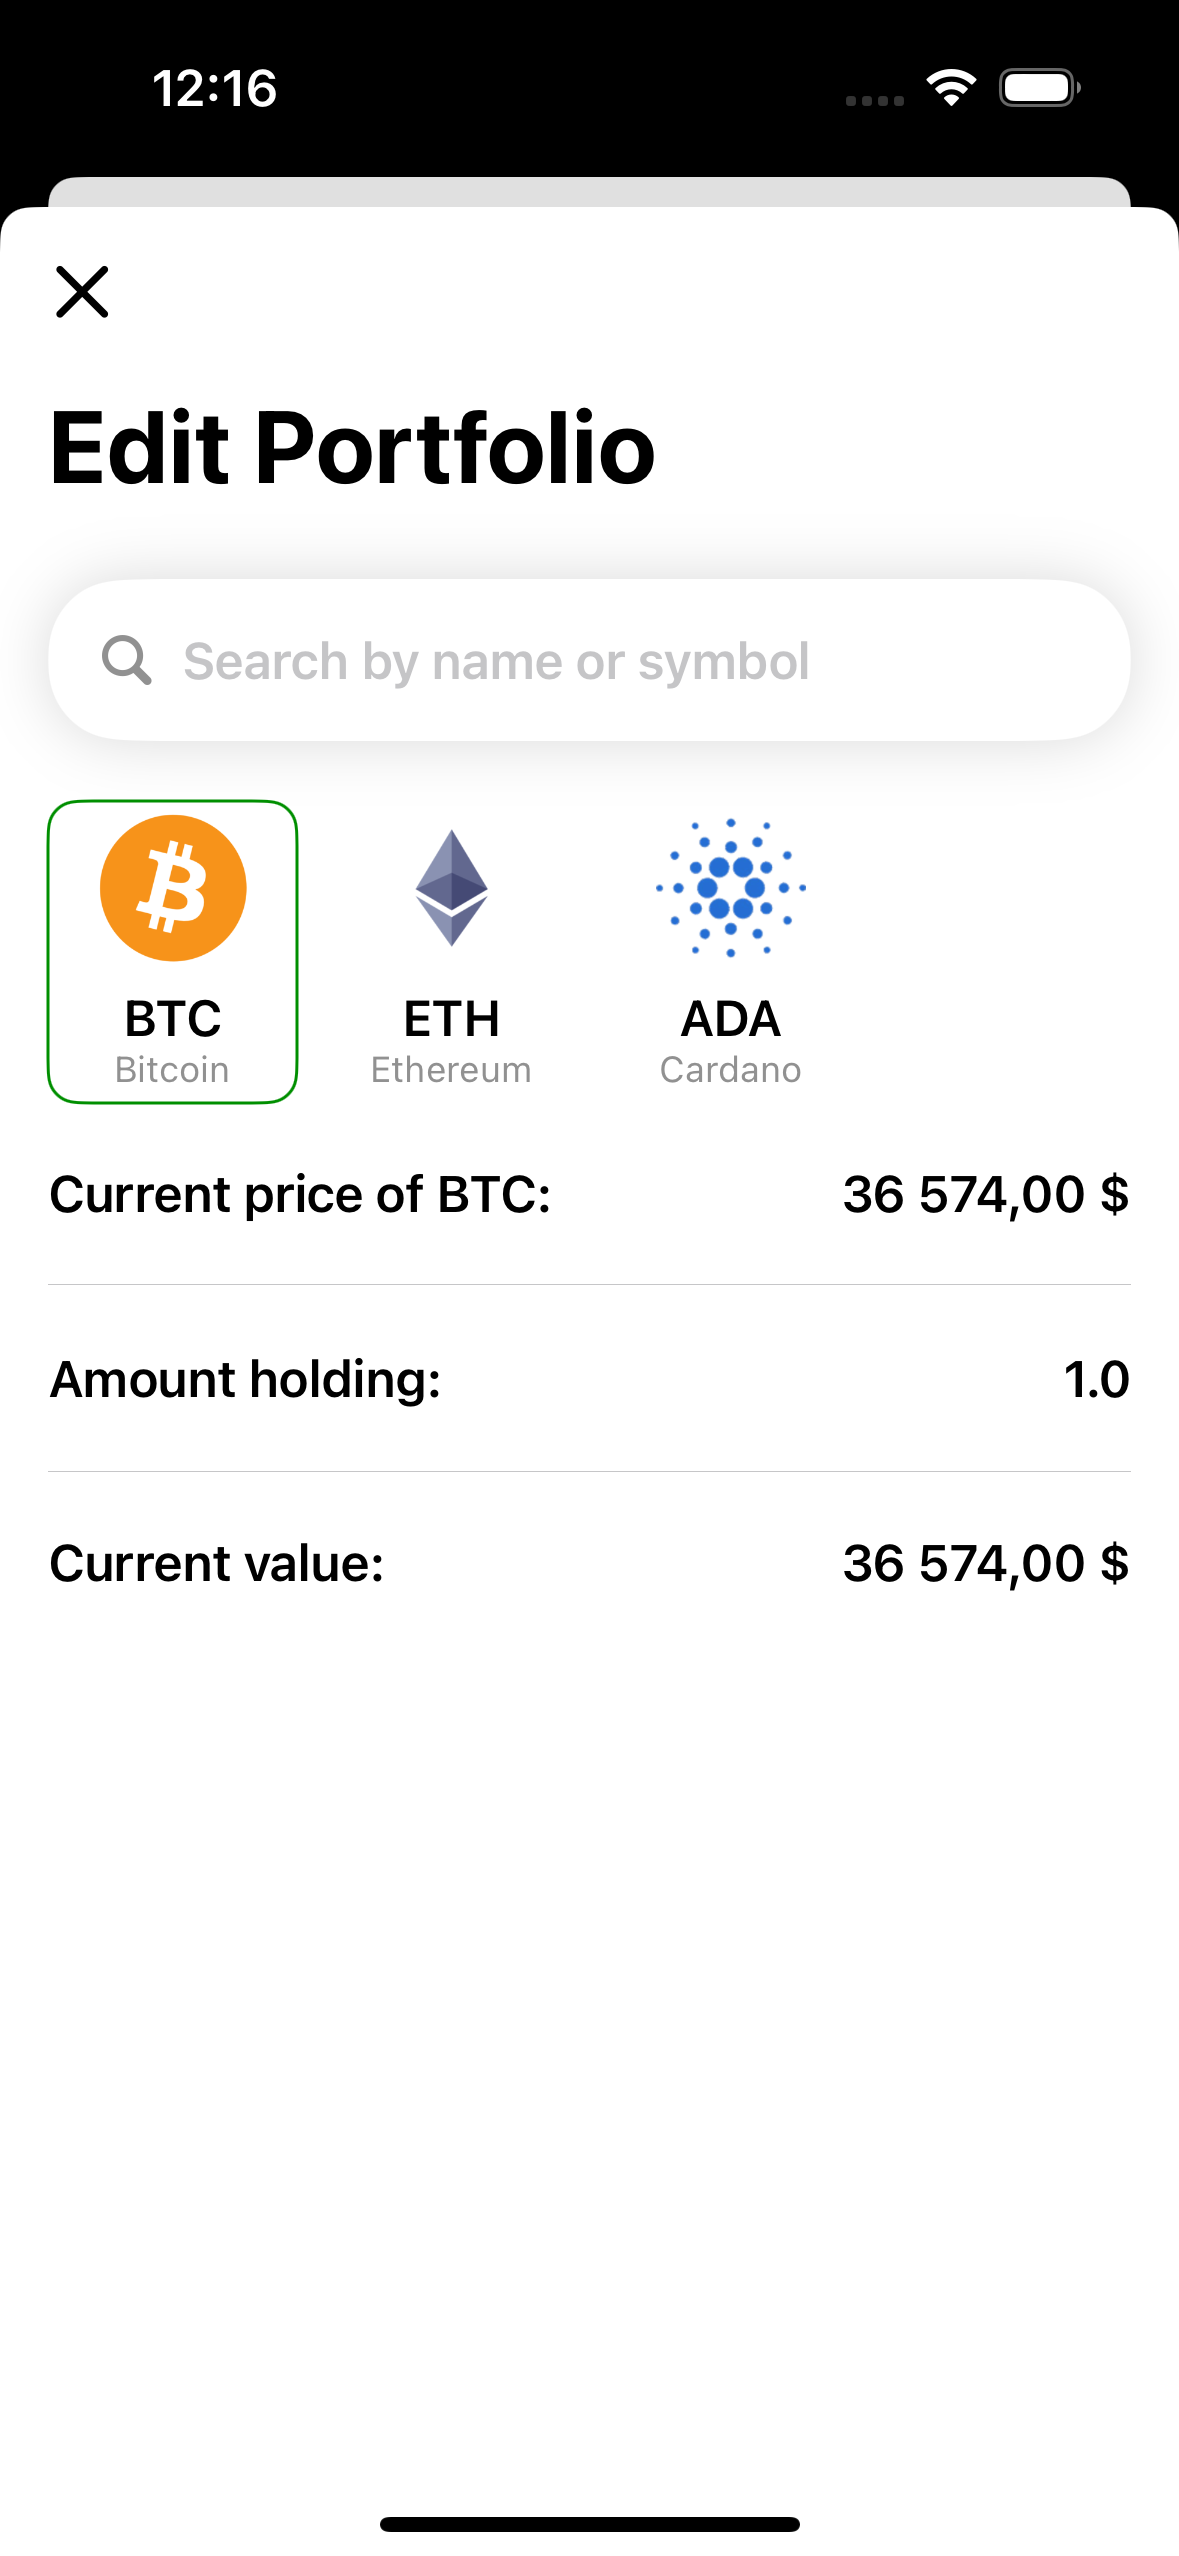 12:16
Edit Portfolio
Search by name or symbol
BTC ETH ADA
Bitcoin Ethereum Cardano
Current price of BTC: 36 574,00 $
Amount holding: 1.0
Current value: 36 574,00 $